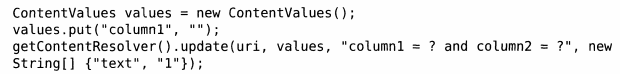 ContentValues values = new ContentValues();
values.put("column1", "");
getContentResolver().update(uri, values, "column1 = ? and column2 = ?", new
String[] {"text", "1"});